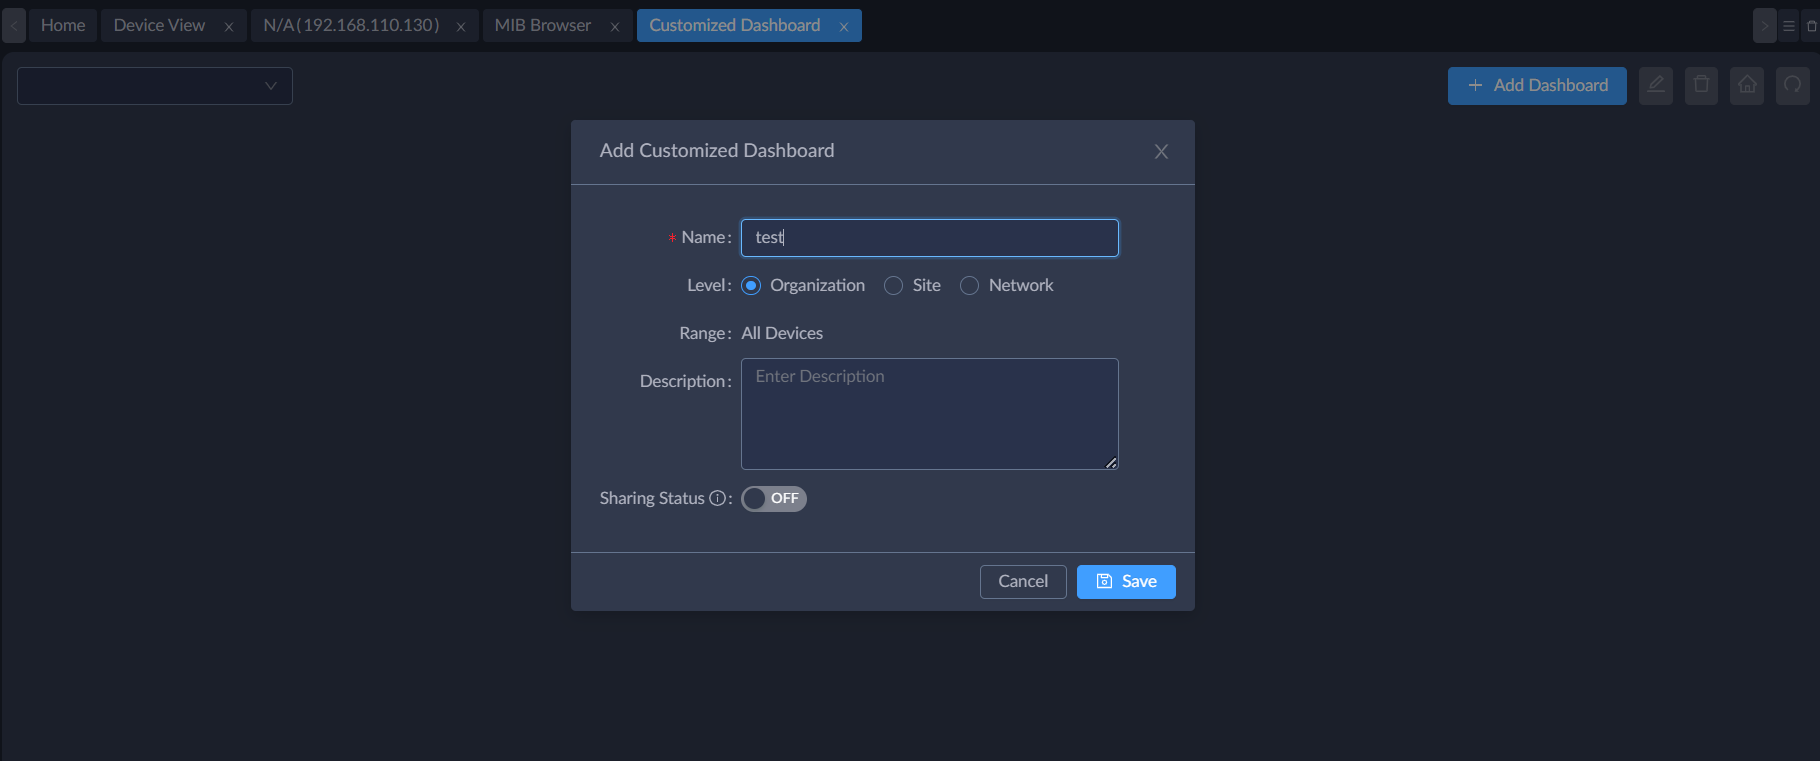 Home Device View N/A(192.168.110.130) MIB Browser Customized Dashboard
Add Dashboard
Add Customized Dashboard
* Name: test
Level: Organization Site Network
Range: All Devices
Description: Enter Description
Sharing Status : OFF
Cancel Save